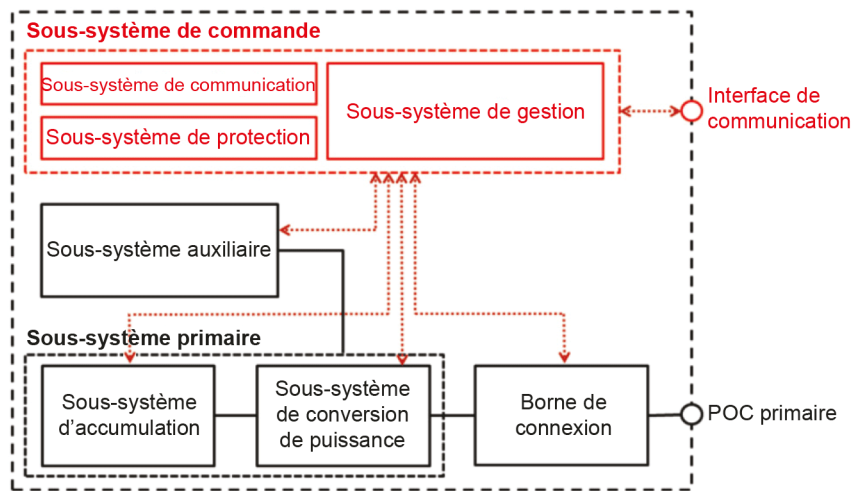 Sous-système de commande
Sous-système de communication
Sous-système de protection
Sous-système de gestion
Interface de
communication
Sous-système auxiliaire
Sous-système primaire
Sous-système
d'accumulation
Sous-système
de conversion
de puissance
Borne de
connexion
POC primaire